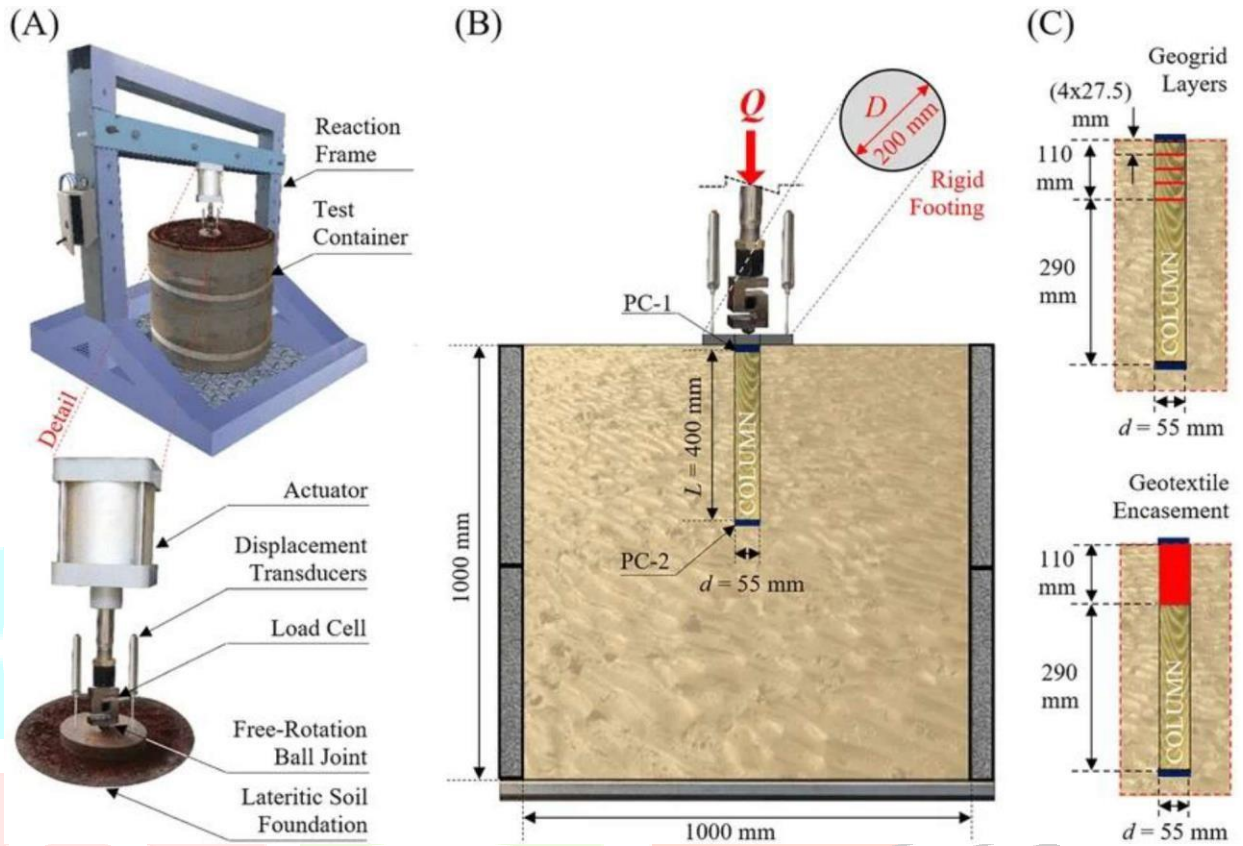 (A)
Reaction
Frame
Test
Container
Detail
Actuator
Displacement
Transducers
Load Cell
Free-Rotation
Ball Joint
Lateritic Soil
Foundation
(B)
Q
D
200 mm
Rigid
Footing
PC-1
L = 400 mm
COLUMN
PC-2
d = 55 mm
1000 mm
1000 mm
(C)
Geogrid
Layers
(4x27.5)
mm
110
mm
290
mm
COLUMN
d = 55 mm
Geotextile
Encasement
110
mm
290
mm
COLUMN
d = 55 mm